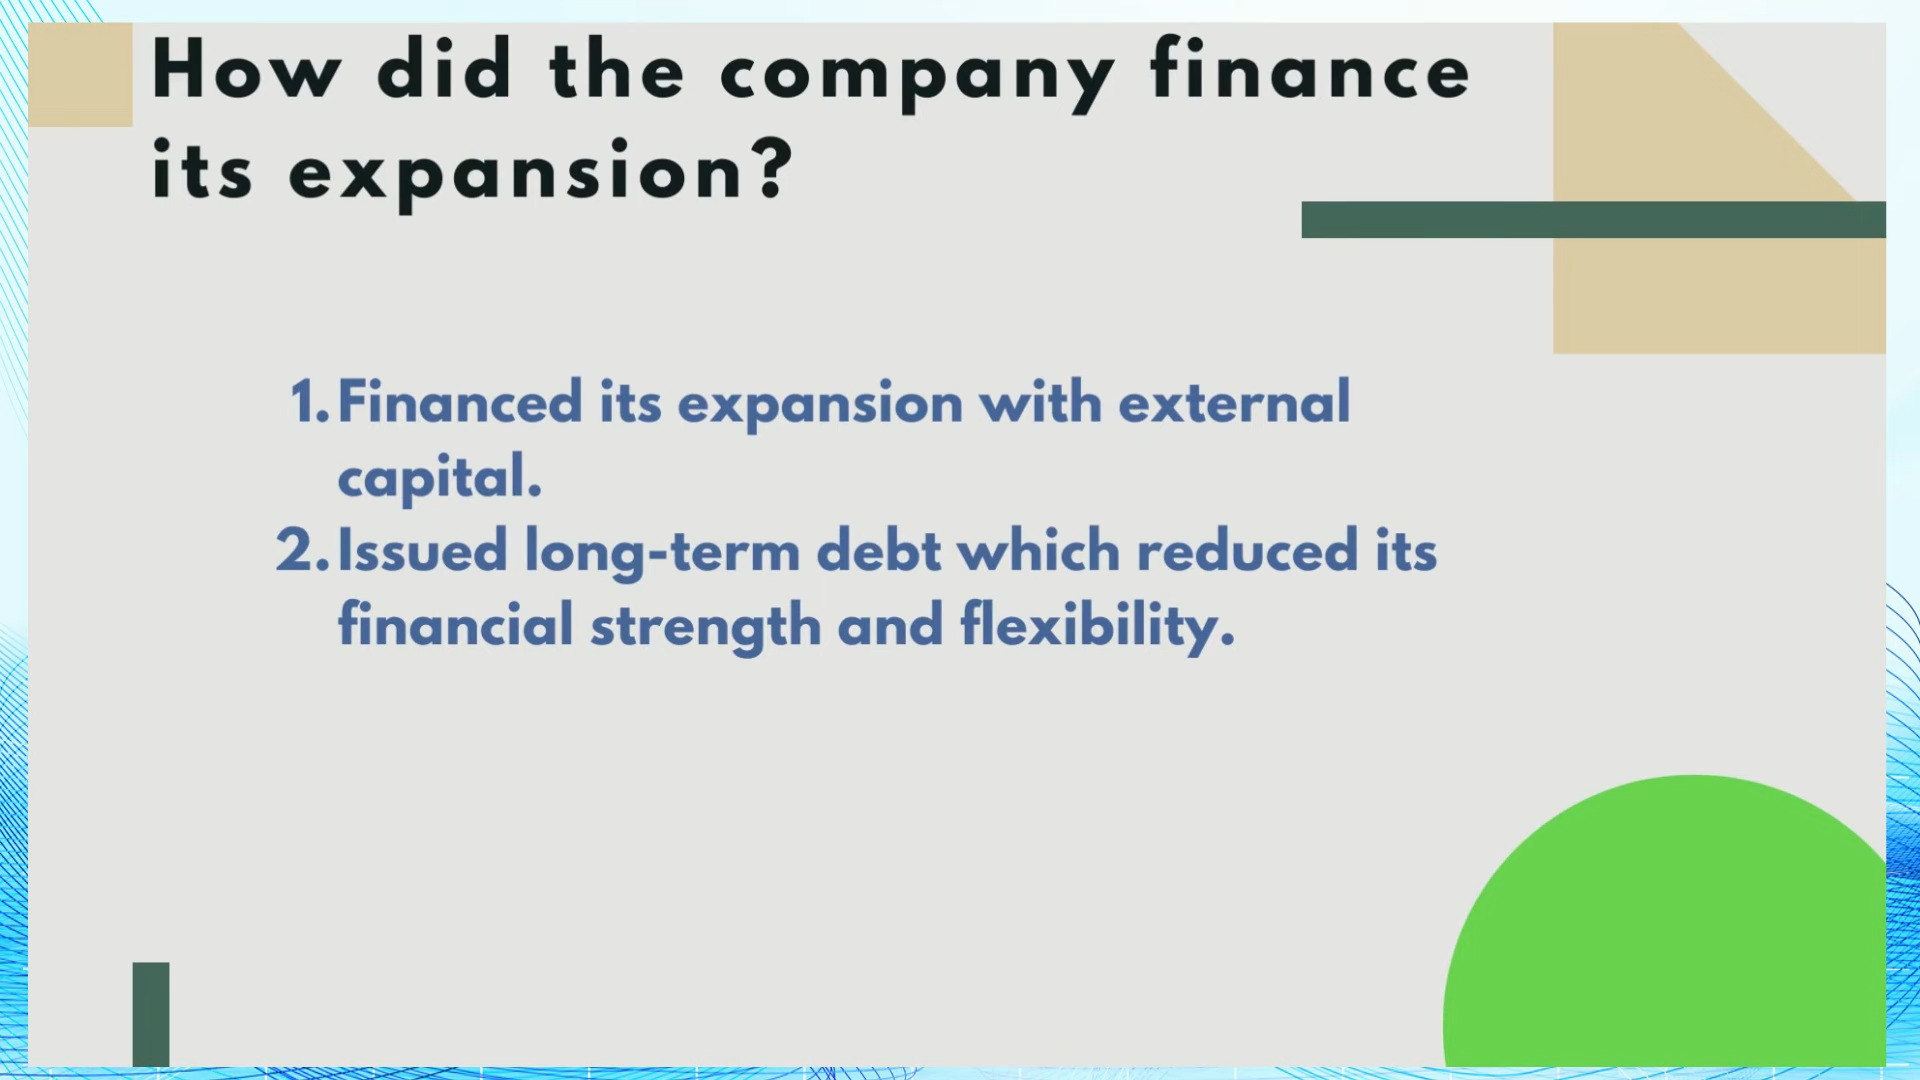 How did the company finance
its expansion?
1. Financed its expansion with external
capital.
2. Issued long-term debt which reduced its
financial strength and flexibility.